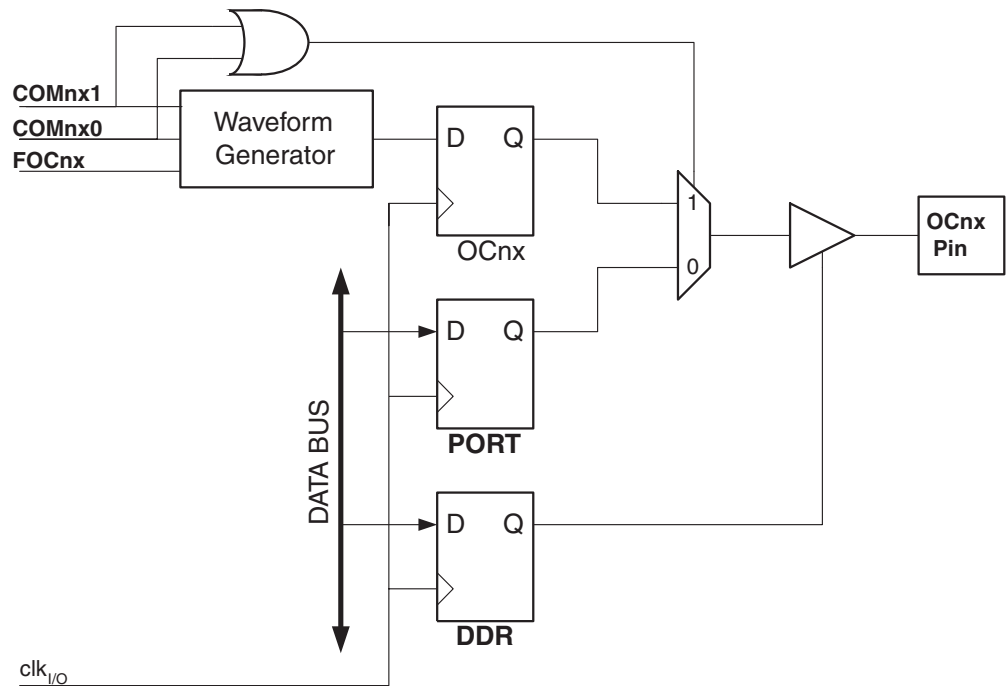 COMnx1
COMnx0
FOCnx
Waveform
Generator
D Q
OCnx
1
0
OCnx
Pin
D Q
PORT
DATA BUS
D Q
DDR
clkI/O